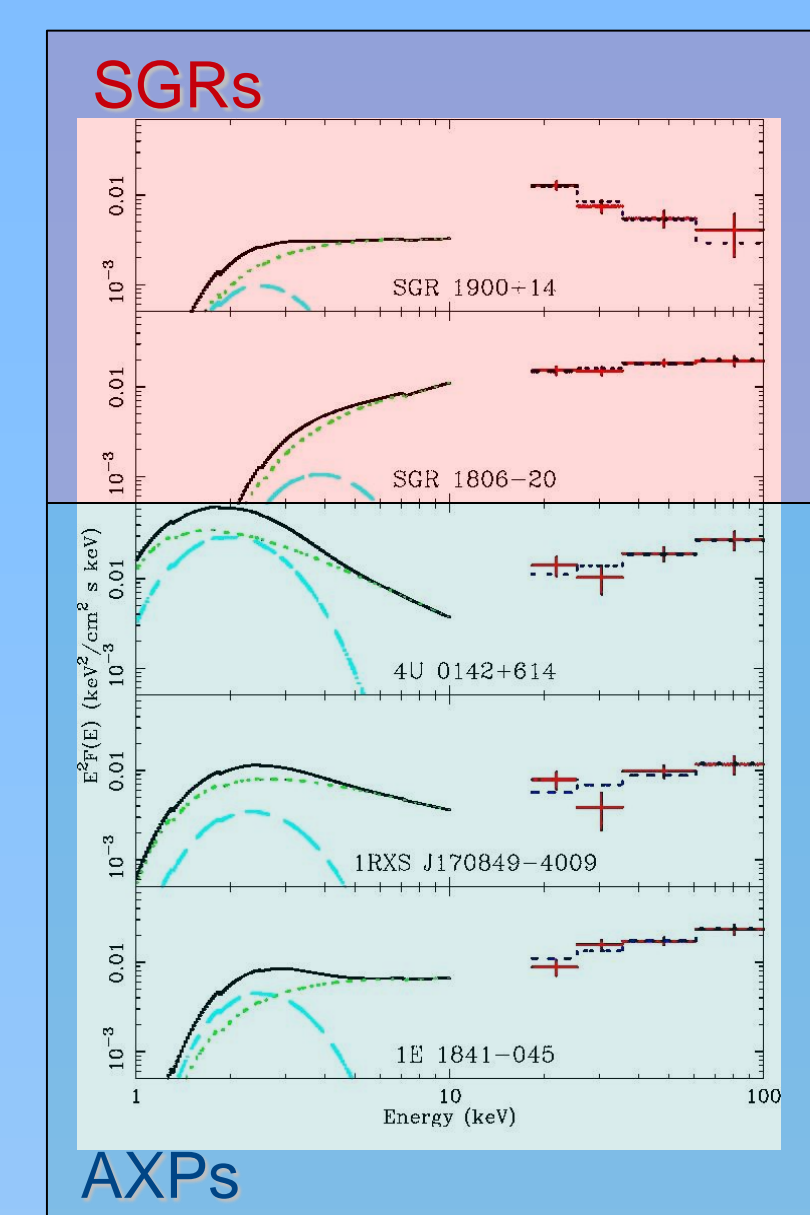 SGRs
0.01
10⁻³
SGR 1900+14
0.01
10⁻³
SGR 1806−20
E²F(E) (keV²/cm² s keV)
0.01
10⁻³
4U 0142+614
0.01
10⁻³
1RXS J170849−4009
0.01
10⁻³
1E 1841−045
1 10 100
Energy (keV)
AXPs